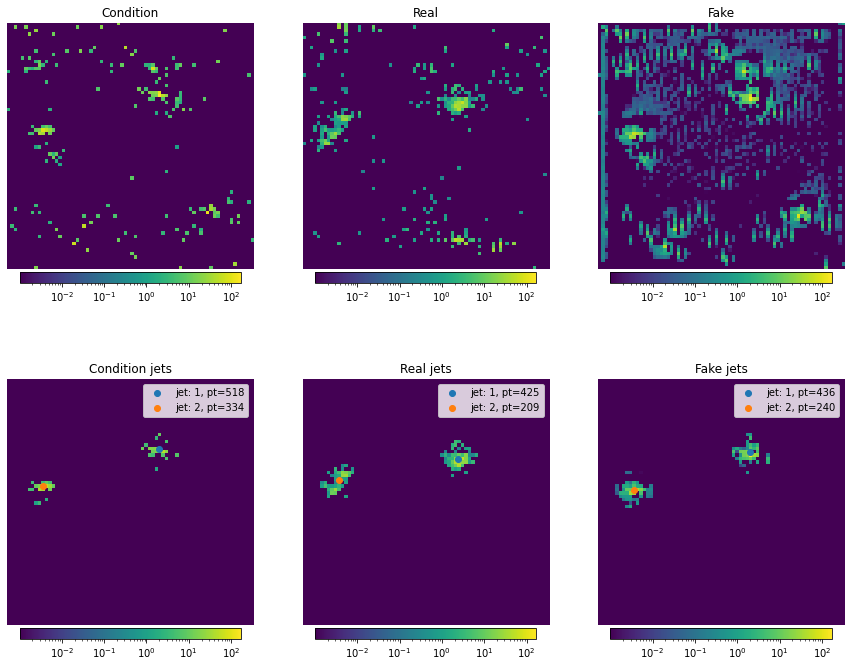 Condition
Real
Fake
10⁻² 10⁻¹ 10⁰ 10¹ 10²
10⁻² 10⁻¹ 10⁰ 10¹ 10²
10⁻² 10⁻¹ 10⁰ 10¹ 10²
Condition jets
Real jets
Fake jets
jet: 1, pt=518
jet: 2, pt=334
jet: 1, pt=425
jet: 2, pt=209
jet: 1, pt=436
jet: 2, pt=240
10⁻² 10⁻¹ 10⁰ 10¹ 10²
10⁻² 10⁻¹ 10⁰ 10¹ 10²
10⁻² 10⁻¹ 10⁰ 10¹ 10²